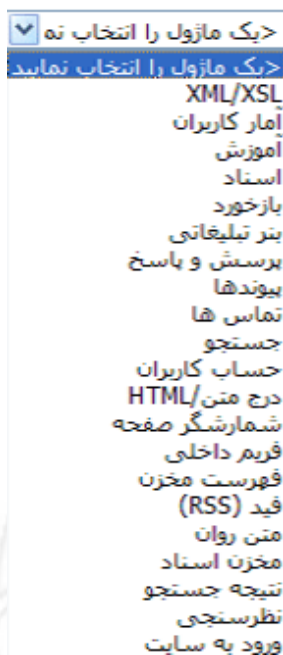 <یک ماژول را انتخاب نه
<یک ماژول را انتخاب نمایید
XML/XSL
آمار کاربران
آموزش
اسناد
بازخورد
بنر تبلیغاتی
پرسش و پاسخ
پیوندها
تماس ها
جستجو
حساب کاربران
درج متن/HTML
شمارشگر صفحه
فریم داخلی
فهرست مخزن
فید (RSS)
متن روان
مخزن اسناد
نتیجه جستجو
نظرسنجی
ورود به سایت